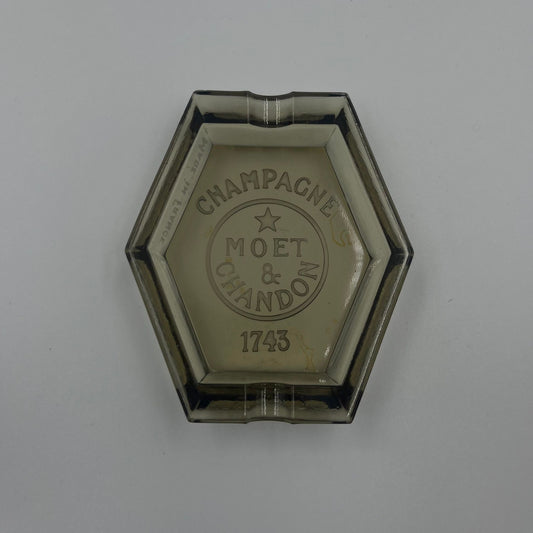 CHAMPAGNE
MOET
&
CHANDON
1743
MADE IN FRANCE